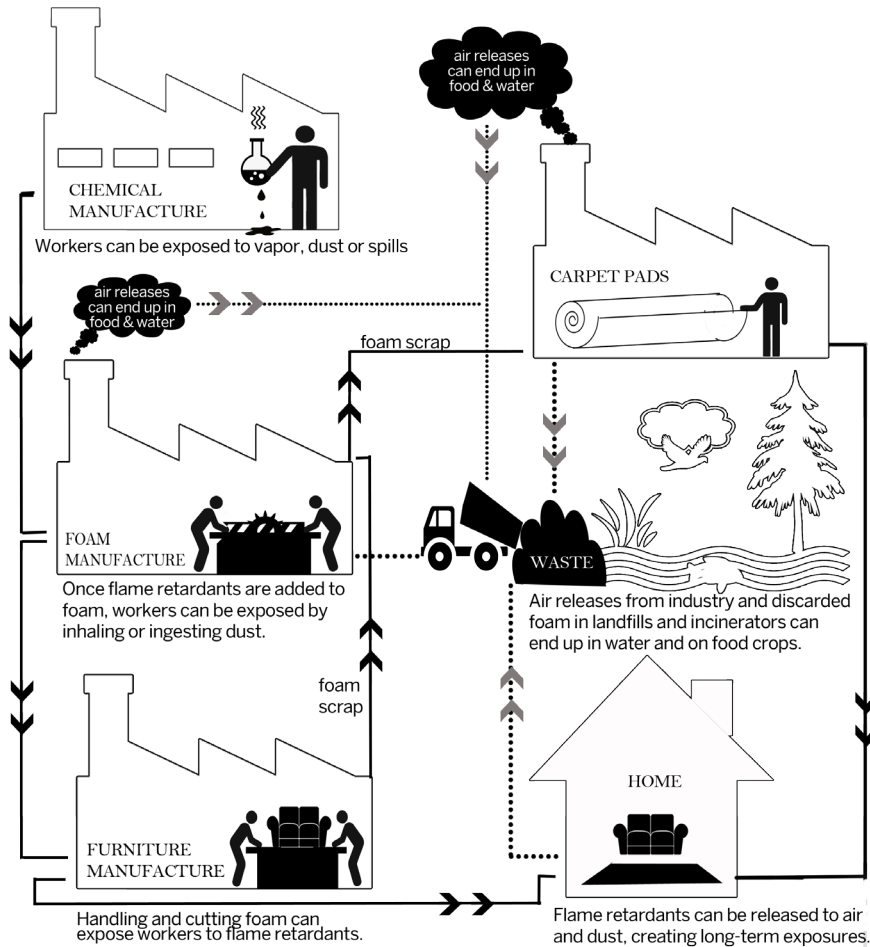 air releases
can end up in
food & water
CHEMICAL
MANUFACTURE
Workers can be exposed to vapor, dust or spills
CARPET PADS
air releases
can end up in
food & water
foam scrap
FOAM
MANUFACTURE
WASTE
Once flame retardants are added to
foam, workers can be exposed by
inhaling or ingesting dust.
Air releases from industry and discarded
foam in landfills and incinerators can
end up in water and on food crops.
foam
scrap
HOME
FURNITURE
MANUFACTURE
Handling and cutting foam can
expose workers to flame retardants.
Flame retardants can be released to air
and dust, creating long-term exposures.